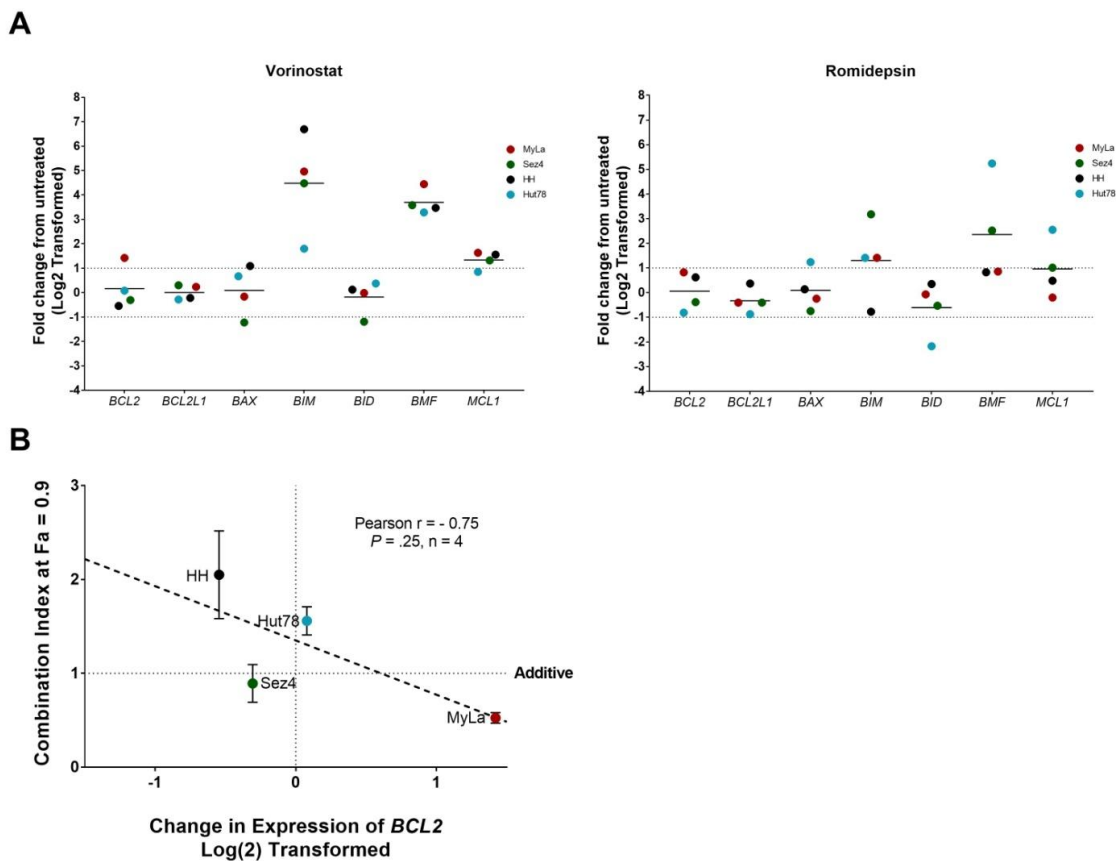 A
Vorinostat
Fold change from untreated
(Log2 Transformed)
8
7
6
5
4
3
2
1
0
-1
-2
-3
-4
BCL2 BCL2L1 BAX BIM BID BMF MCL1
MyLa
Sez4
HH
Hut78
Romidepsin
Fold change from untreated
(Log2 Transformed)
8
7
6
5
4
3
2
1
0
-1
-2
-3
-4
BCL2 BCL2L1 BAX BIM BID BMF MCL1
MyLa
Sez4
HH
Hut78
B
Combination Index at Fa = 0.9
3
2
1
0
Pearson r = - 0.75
P = .25, n = 4
HH
Hut78
Sez4
MyLa
Additive
-1 0 1
Change in Expression of BCL2
Log(2) Transformed